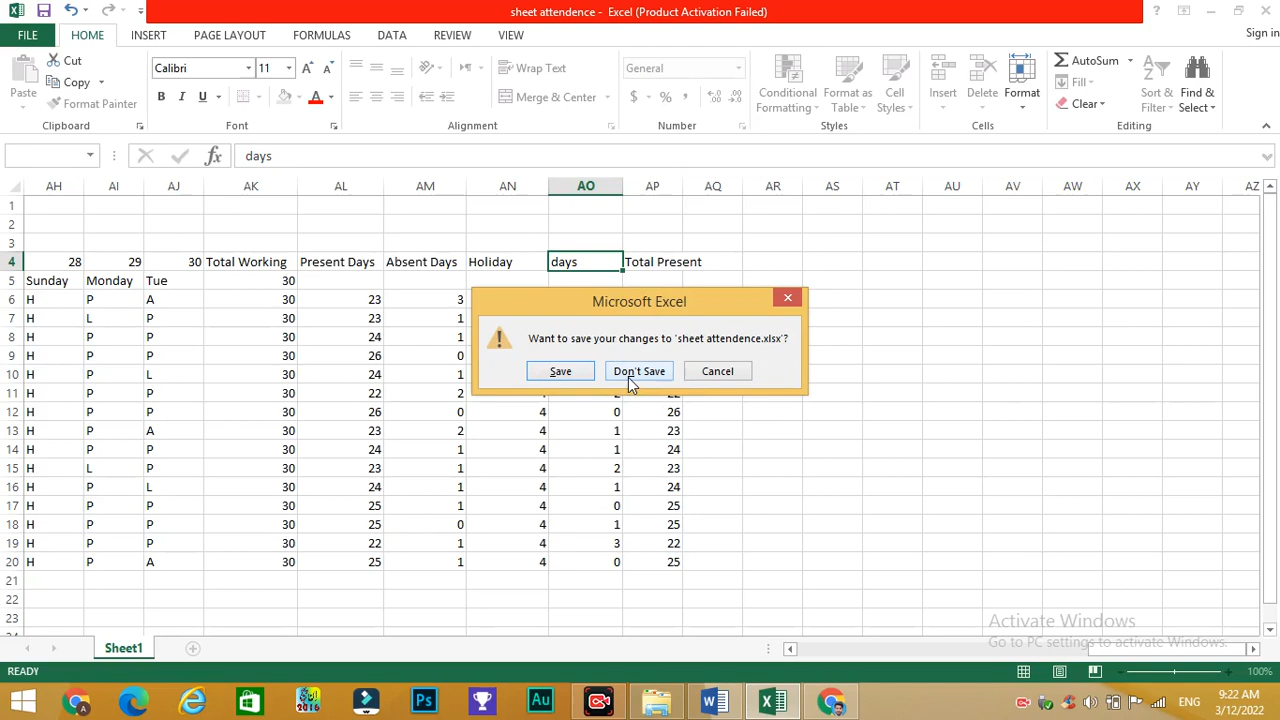 sheet attendence - Excel (Product Activation Failed)
FILE HOME INSERT PAGE LAYOUT FORMULAS DATA REVIEW VIEW Sign in
Paste Cut Copy Format Painter Clipboard
Calibri 11 B I U A Font
Wrap Text Merge & Center Alignment
General $ % , Number
Conditional Formatting Format as Table Cell Styles Styles
Insert Delete Format Cells
AutoSum Fill Clear Sort & Filter Find & Select Editing
fx days
AH AI AJ AK AL AM AN AO AP AQ AR AS AT AU AV AW AX AY AZ
1
2
3
4 28 29 30 Total Working Present Days Absent Days Holiday days Total Present
5 Sunday Monday Tue 30
6 H P A 30 23 3
7 H L P 30 23 1
8 H P P 30 24 1
9 H P P 30 26 0
10 H P L 30 24 1
11 H P P 30 22 2
12 H P P 30 26 0 4 0 26
13 H P A 30 23 2 4 1 23
14 H P P 30 24 1 4 1 24
15 H L P 30 23 1 4 2 23
16 H P L 30 24 1 4 1 24
17 H P P 30 25 1 4 0 25
18 H P P 30 25 0 4 1 25
19 H P P 30 22 1 4 3 22
20 H P A 30 25 1 4 0 25
21
22
23
Microsoft Excel
Want to save your changes to 'sheet attendence.xlsx'?
Save Don't Save Cancel
Activate Windows
Go to PC settings to activate Windows.
Sheet1
READY 100%
Ps Au ENG
9:22 AM
3/12/2022